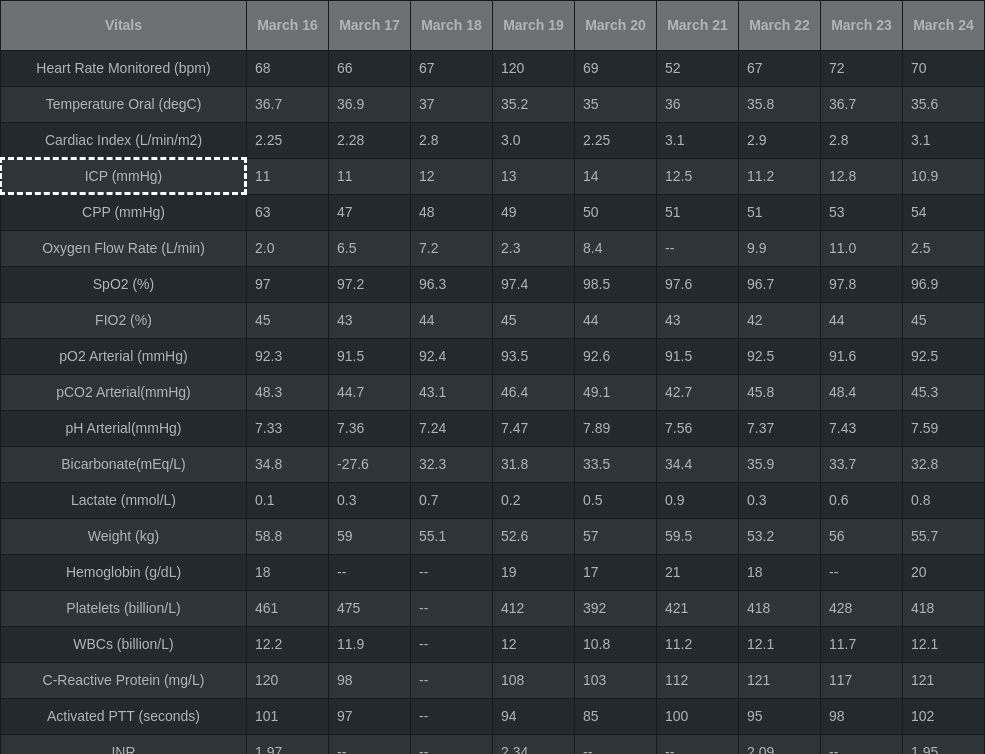 Vitals March 16 March 17 March 18 March 19 March 20 March 21 March 22 March 23 March 24
Heart Rate Monitored (bpm) 68 66 67 120 69 52 67 72 70
Temperature Oral (degC) 36.7 36.9 37 35.2 35 36 35.8 36.7 35.6
Cardiac Index (L/min/m2) 2.25 2.28 2.8 3.0 2.25 3.1 2.9 2.8 3.1
ICP (mmHg) 11 11 12 13 14 12.5 11.2 12.8 10.9
CPP (mmHg) 63 47 48 49 50 51 51 53 54
Oxygen Flow Rate (L/min) 2.0 6.5 7.2 2.3 8.4 -- 9.9 11.0 2.5
SpO2 (%) 97 97.2 96.3 97.4 98.5 97.6 96.7 97.8 96.9
FIO2 (%) 45 43 44 45 44 43 42 44 45
pO2 Arterial (mmHg) 92.3 91.5 92.4 93.5 92.6 91.5 92.5 91.6 92.5
pCO2 Arterial(mmHg) 48.3 44.7 43.1 46.4 49.1 42.7 45.8 48.4 45.3
pH Arterial(mmHg) 7.33 7.36 7.24 7.47 7.89 7.56 7.37 7.43 7.59
Bicarbonate(mEq/L) 34.8 -27.6 32.3 31.8 33.5 34.4 35.9 33.7 32.8
Lactate (mmol/L) 0.1 0.3 0.7 0.2 0.5 0.9 0.3 0.6 0.8
Weight (kg) 58.8 59 55.1 52.6 57 59.5 53.2 56 55.7
Hemoglobin (g/dL) 18 -- -- 19 17 21 18 -- 20
Platelets (billion/L) 461 475 -- 412 392 421 418 428 418
WBCs (billion/L) 12.2 11.9 -- 12 10.8 11.2 12.1 11.7 12.1
C-Reactive Protein (mg/L) 120 98 -- 108 103 112 121 117 121
Activated PTT (seconds) 101 97 -- 94 85 100 95 98 102
INR 1.97 -- -- 2.34 -- -- 2.09 -- 1.95